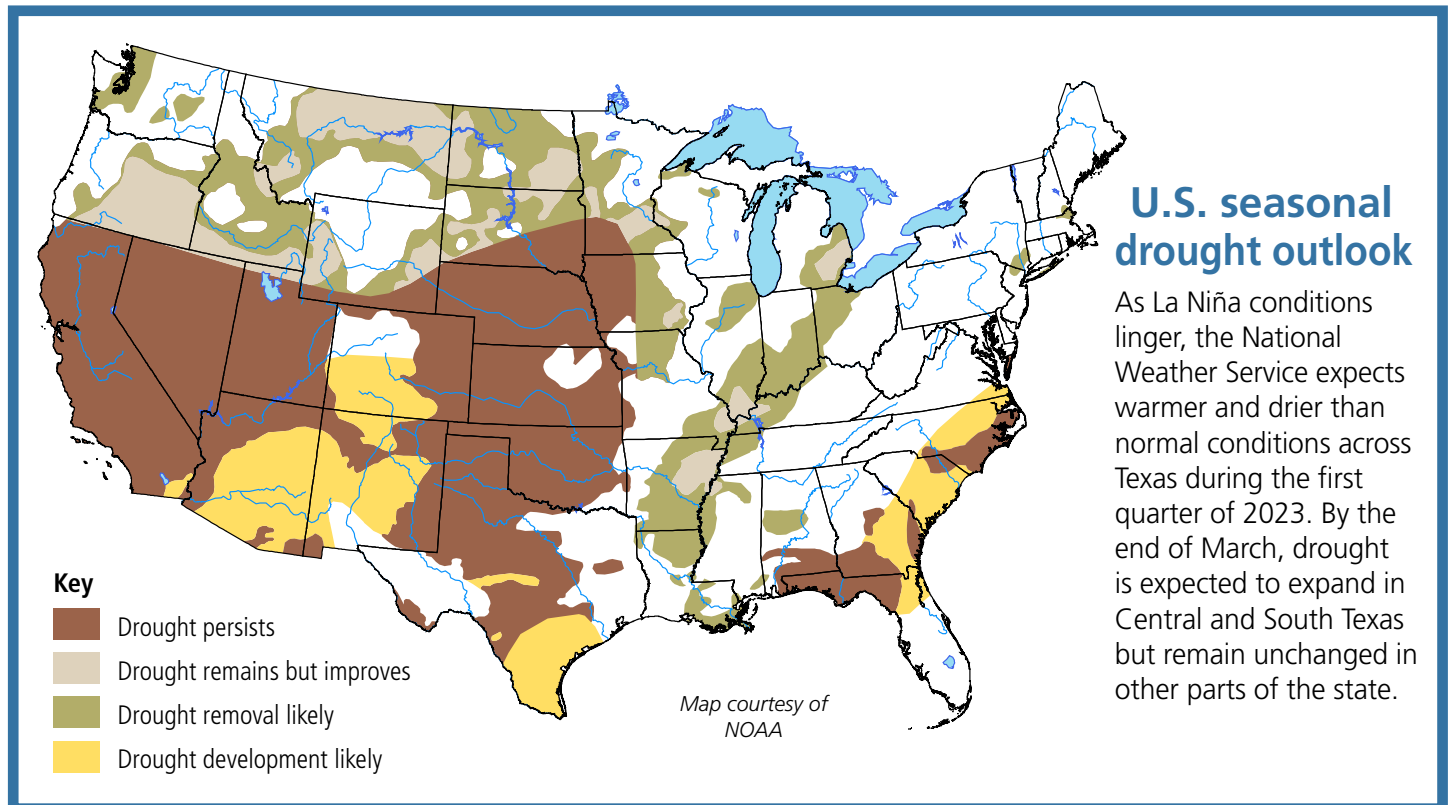 U.S. seasonal
drought outlook
As La Niña conditions
linger, the National
Weather Service expects
warmer and drier than
normal conditions across
Texas during the first
quarter of 2023. By the
end of March, drought
is expected to expand in
Central and South Texas
but remain unchanged in
other parts of the state.
Key
Drought persists
Drought remains but improves
Drought removal likely
Drought development likely
Map courtesy of
NOAA